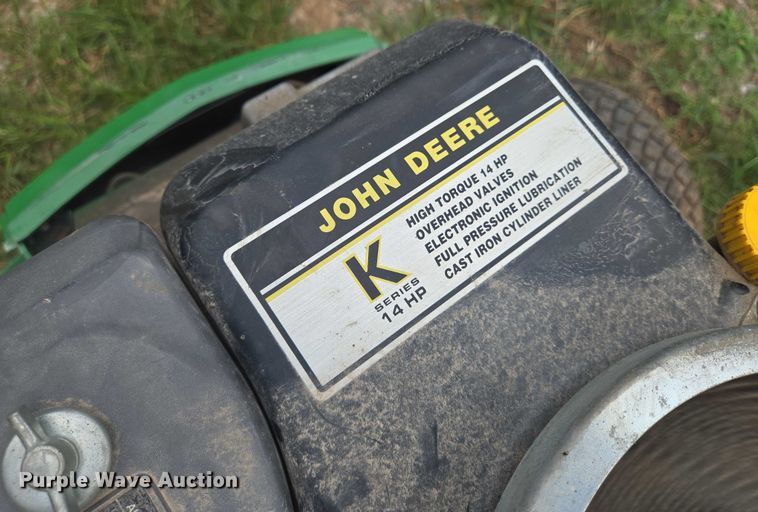 JOHN DEERE
K
SERIES
14 HP
HIGH TORQUE 14 HP
OVERHEAD VALVES
ELECTRONIC IGNITION
FULL PRESSURE LUBRICATION
CAST IRON CYLINDER LINER
Purple Wave Auction